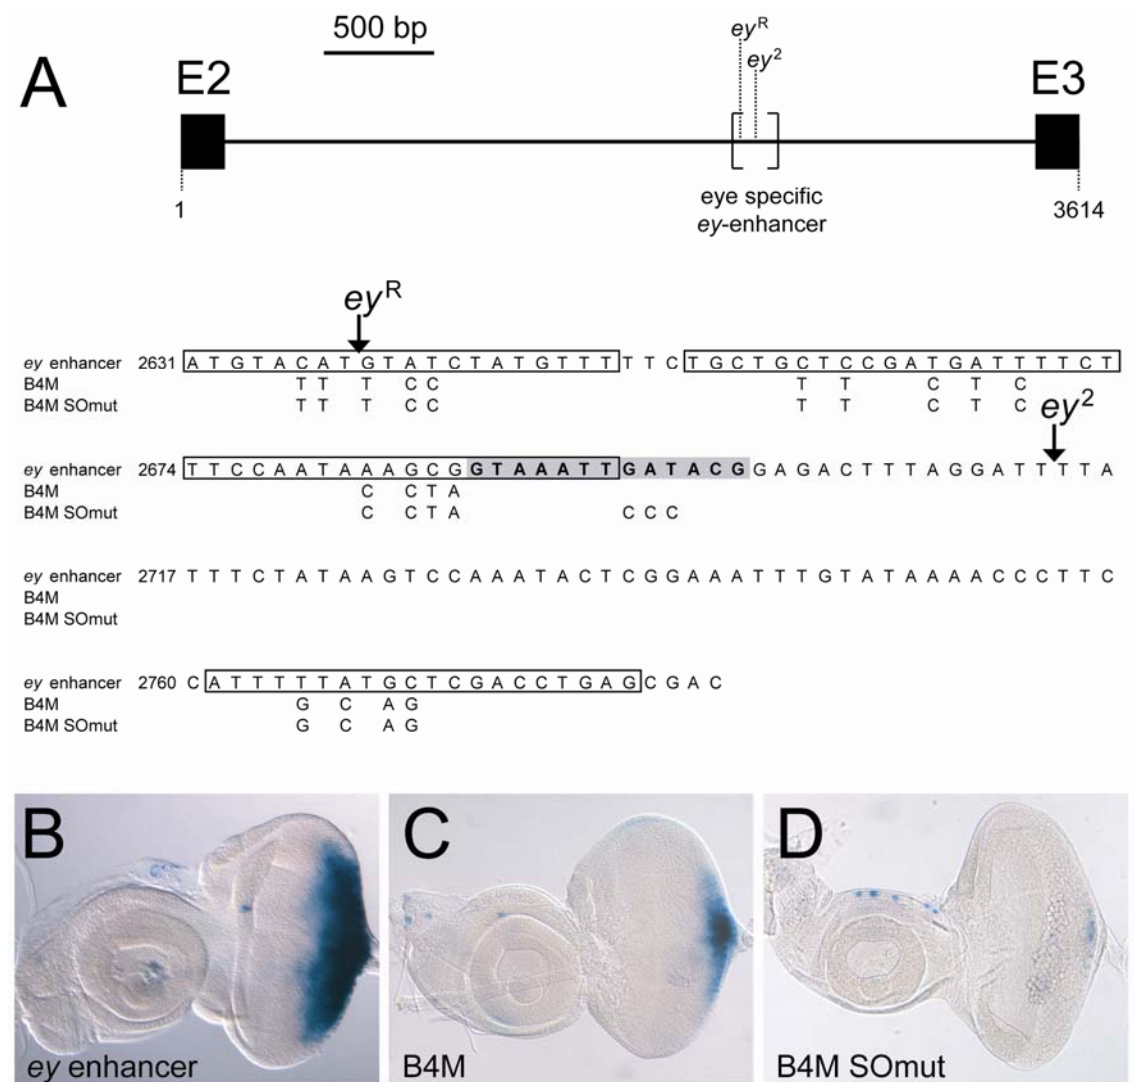 500 bp
ey^R
ey^2
A
E2
E3
1
3614
eye specific
ey-enhancer
ey^R
ey enhancer 2631 A T G T A C A T G T A T C T A T G T T T T T C T G C T G C T C C G A T G A T T T T C T
B4M T T T C C T T C T C
B4M SOmut T T T C C T T C T C
ey^2
ey enhancer 2674 T T C C A A T A A A G C G G T A A A T T G A T A C G G A G A C T T T A G G A T T T T A
B4M C C T A
B4M SOmut C C T A C C C
ey enhancer 2717 T T T C T A T A A G T C C A A A T A C T C G G A A A T T T G T A T A A A A C C C T T C
B4M
B4M SOmut
ey enhancer 2760 C A T T T T T A T G C T C G A C C T G A G C G A C
B4M G C A G
B4M SOmut G C A G
B
C
D
ey enhancer
B4M
B4M SOmut